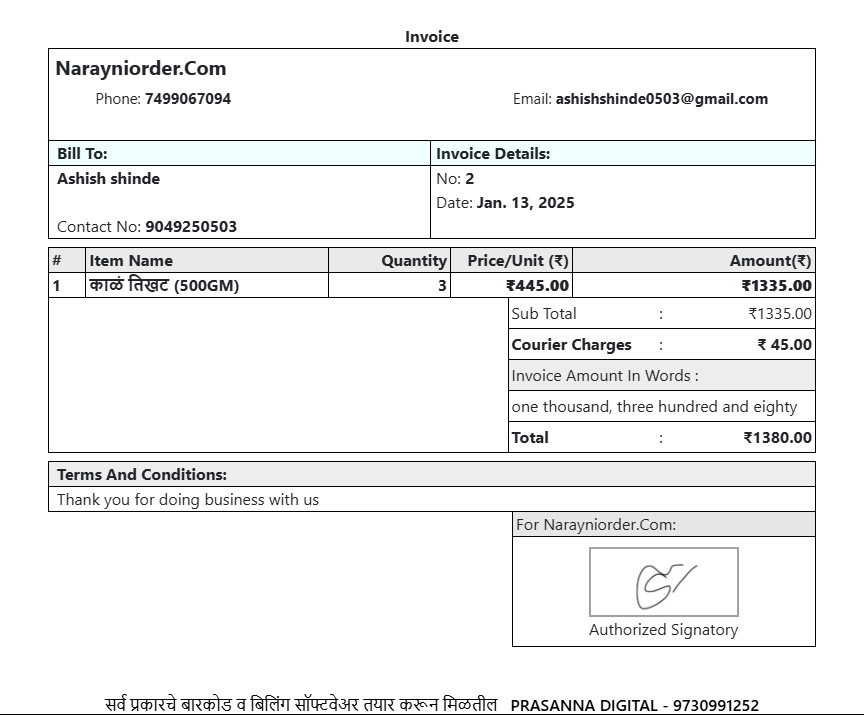 Invoice
Narayniorder.Com
Phone: 7499067094 Email: ashishshinde0503@gmail.com
Bill To: Invoice Details:
Ashish shinde No: 2
Date: Jan. 13, 2025
Contact No: 9049250503
# Item Name Quantity Price/Unit (₹) Amount(₹)
1 काळं तिखट (500GM) 3 ₹445.00 ₹1335.00
Sub Total : ₹1335.00
Courier Charges : ₹ 45.00
Invoice Amount In Words :
one thousand, three hundred and eighty
Total : ₹1380.00
Terms And Conditions:
Thank you for doing business with us
For Narayniorder.Com:
Authorized Signatory
सर्व प्रकारचे बारकोड व बिलिंग सॉफ्टवेअर तयार करून मिळतील PRASANNA DIGITAL - 9730991252